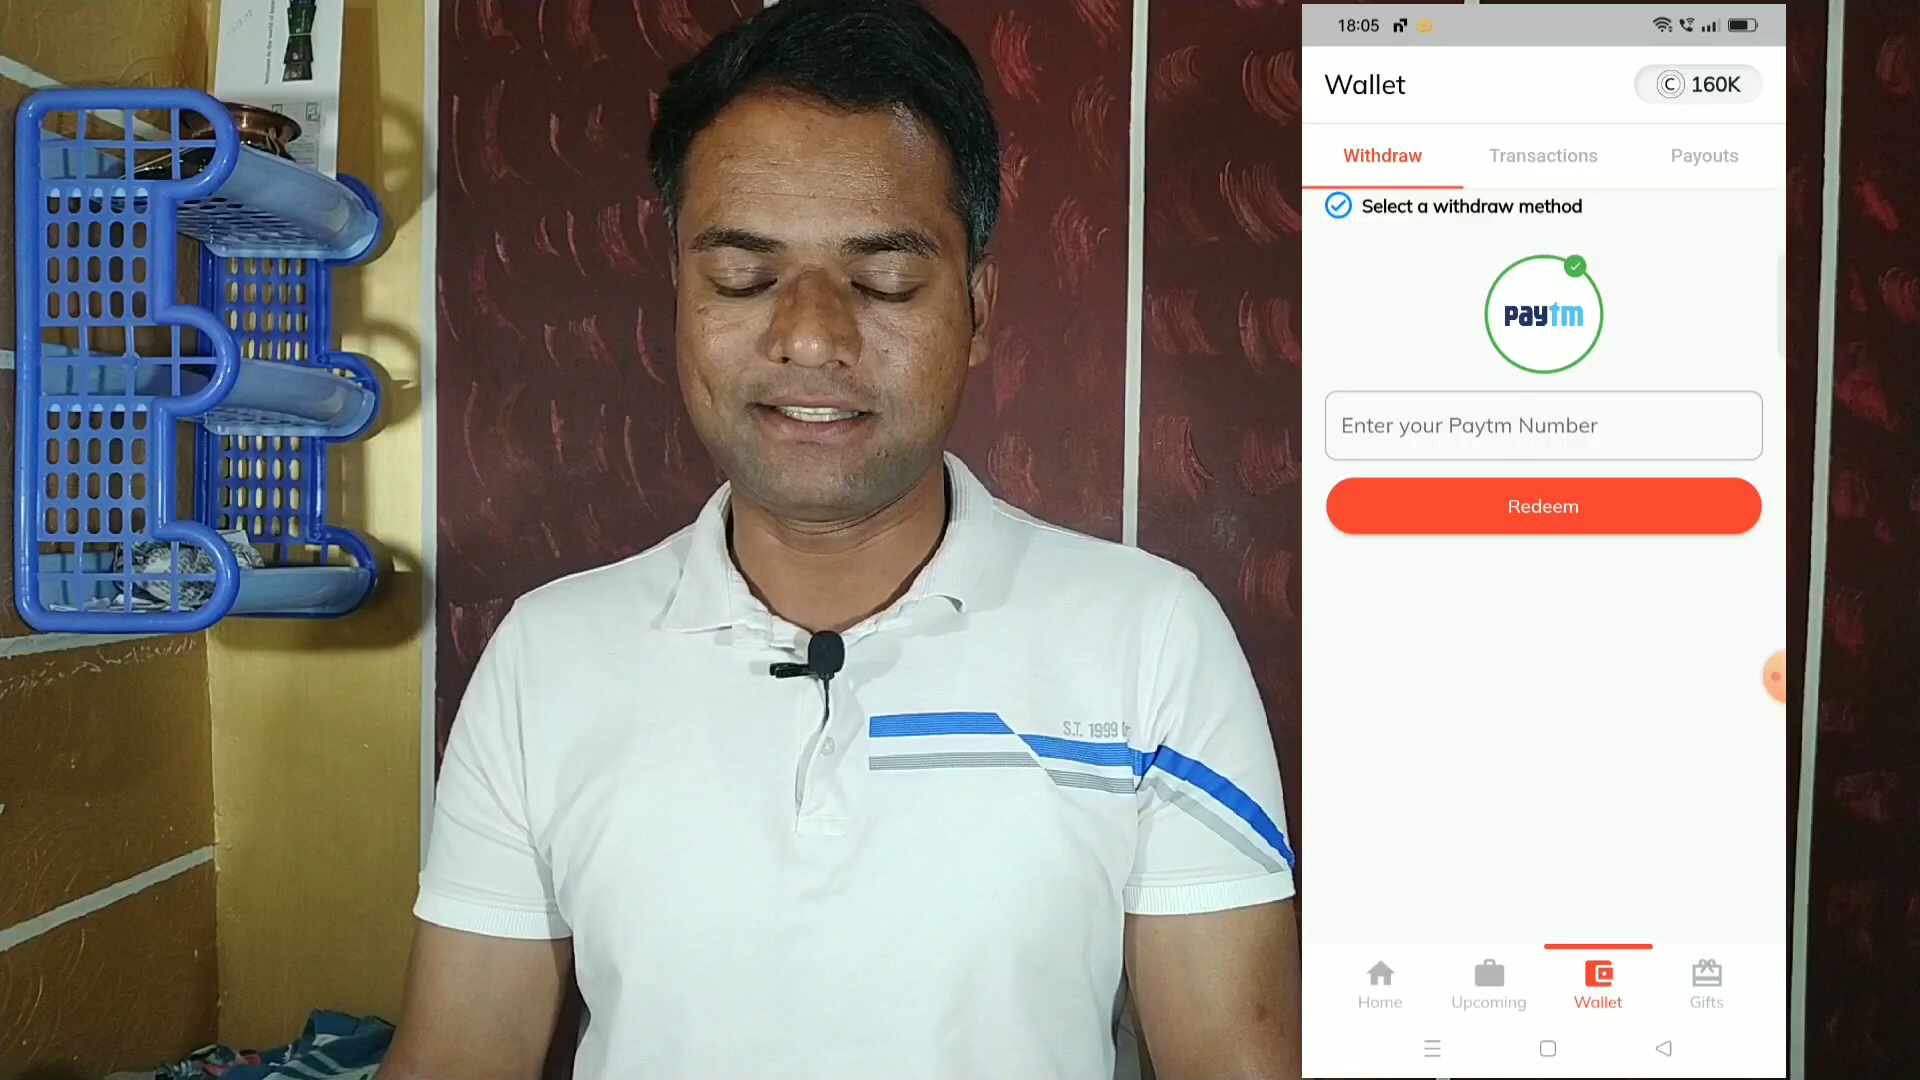 S.T. 1999
18:05
Wallet
© 160K
Withdraw
Transactions
Payouts
Select a withdraw method
paytm
Enter your Paytm Number
Redeem
Home
Upcoming
Wallet
Gifts